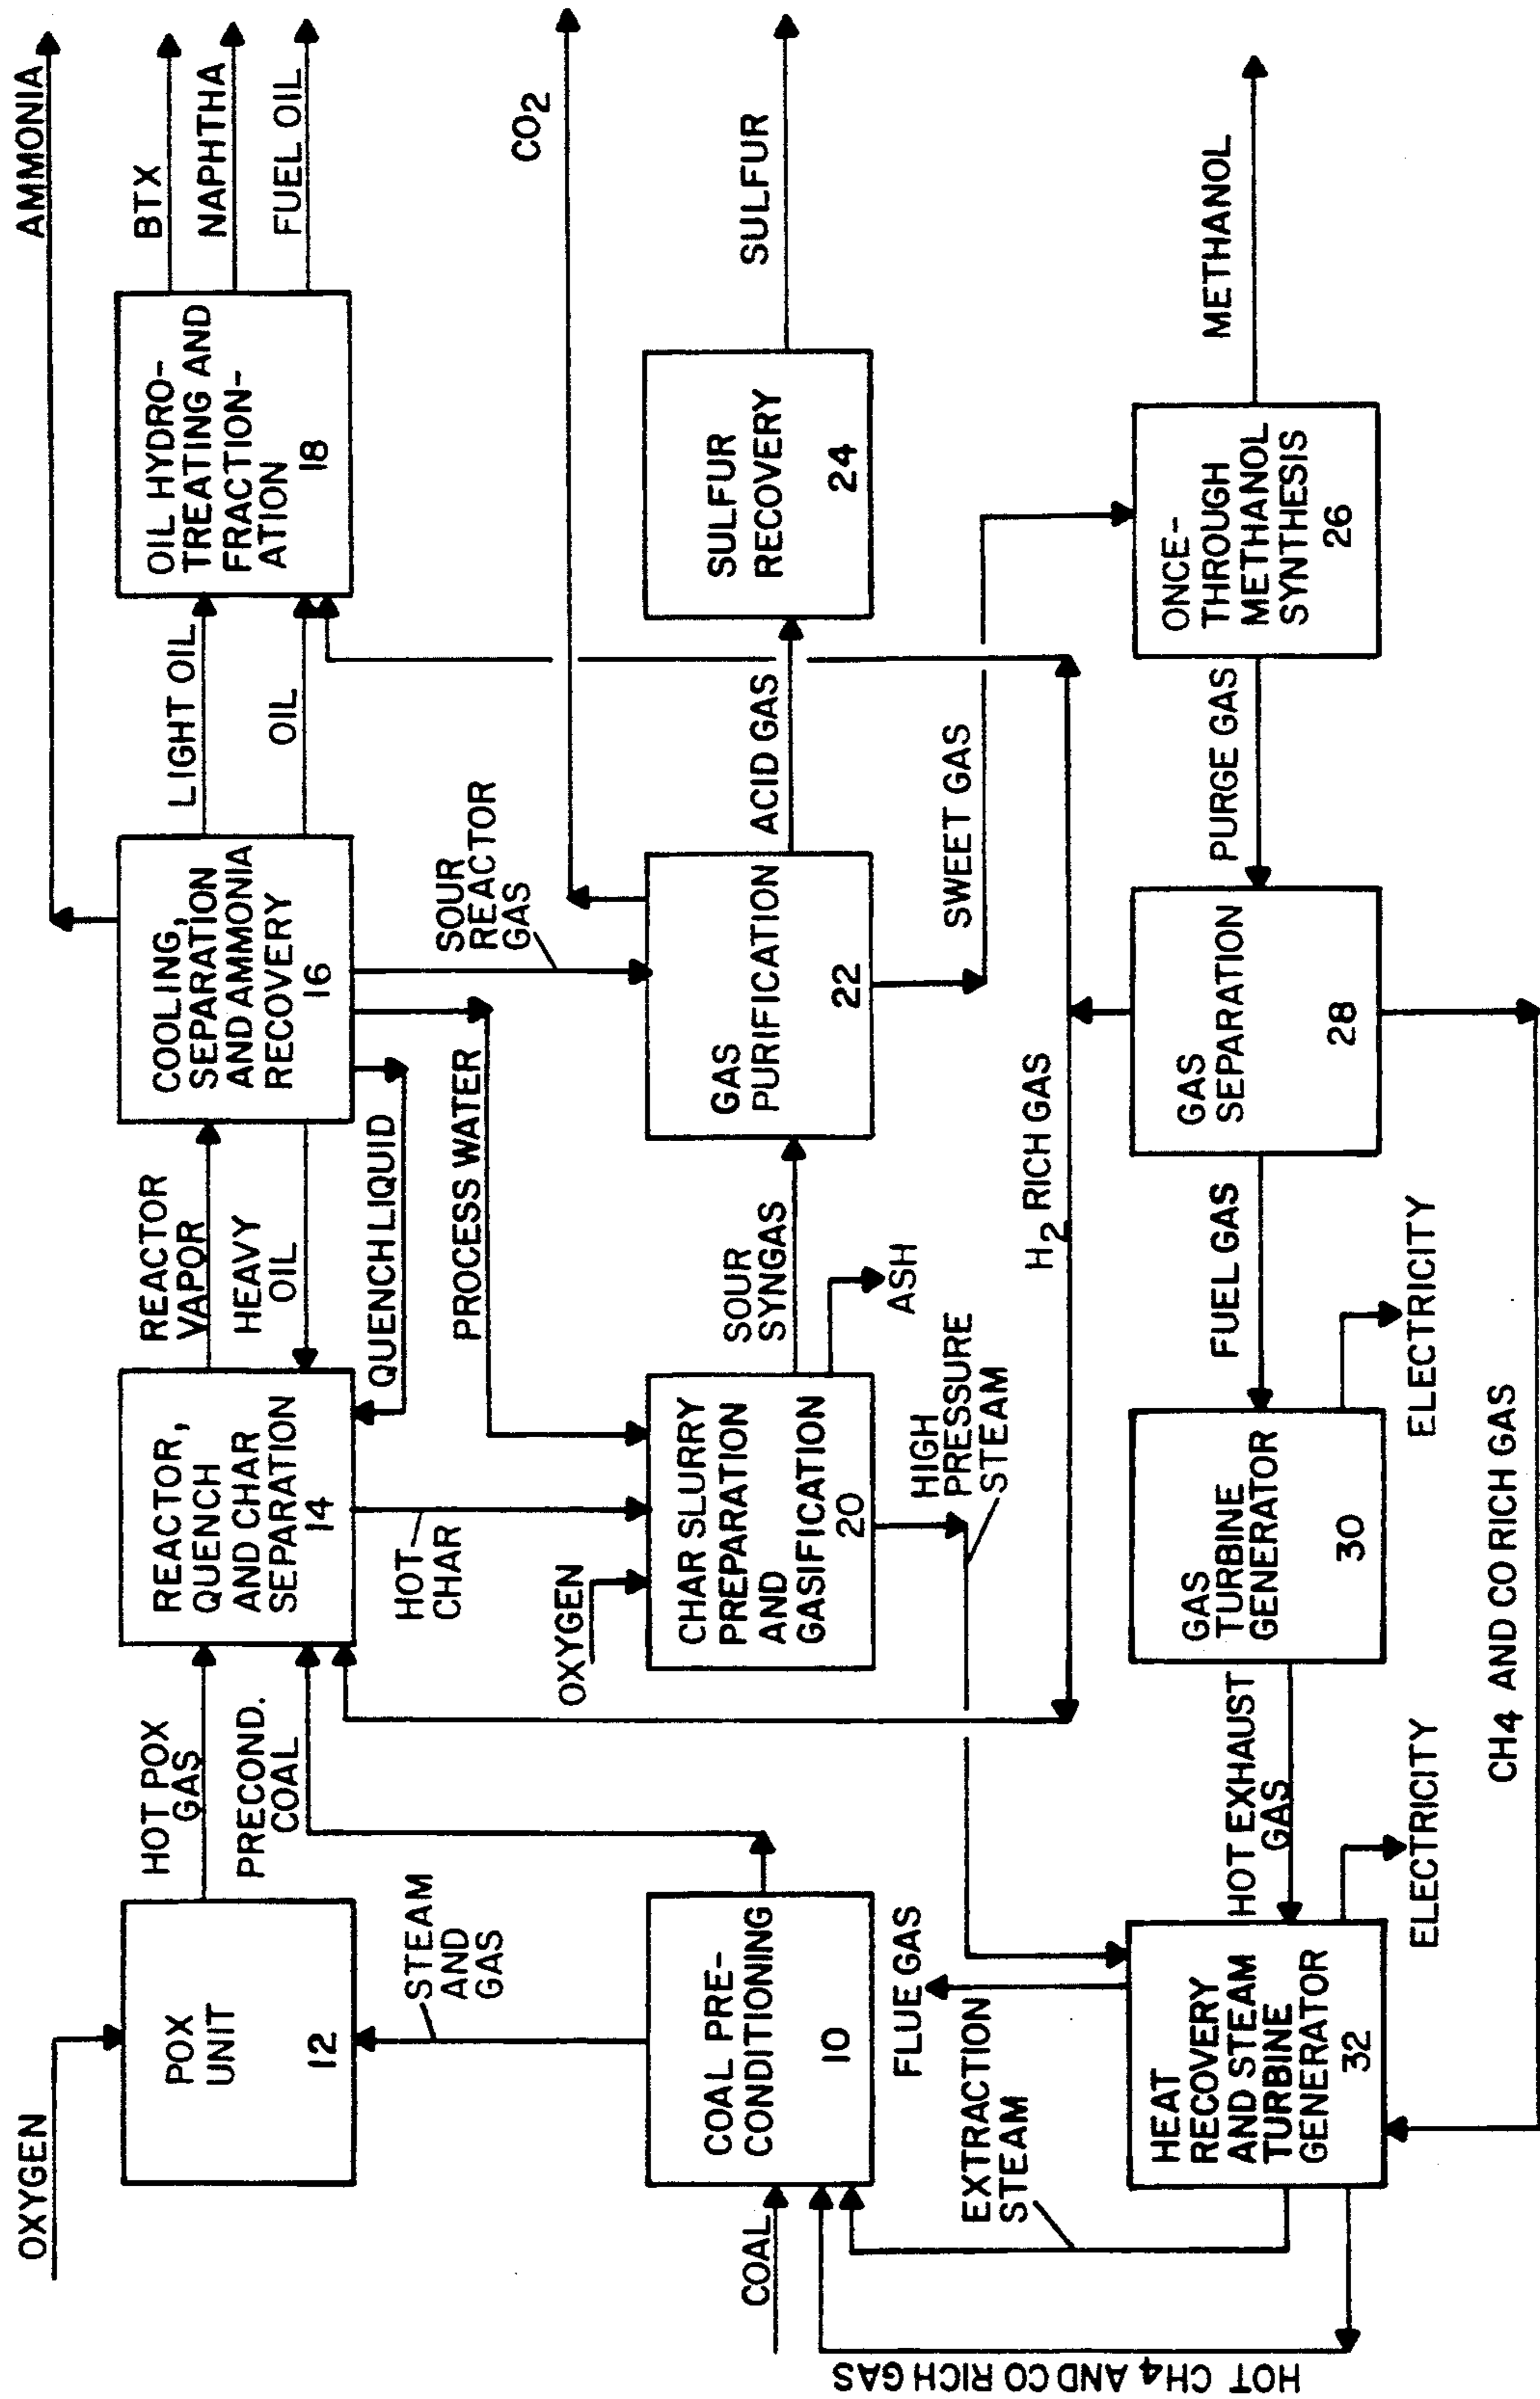 OXYGEN
POX
UNIT
12
HOT POX
GAS
PRECOND.
COAL
STEAM
AND
GAS
REACTOR,
QUENCH
AND CHAR
SEPARATION
14
REACTOR
VAPOR
HEAVY
OIL
QUENCH LIQUID
PROCESS WATER
HOT
CHAR
COOLING,
SEPARATION
AND AMMONIA
RECOVERY
16
AMMONIA
LIGHT OIL
OIL
SOUR
REACTOR
GAS
OIL HYDRO-
TREATING AND
FRACTION-
ATION
18
BTX
NAPHTHA
FUEL OIL
CO2
COAL
COAL PRE-
CONDITIONING
10
OXYGEN
CHAR SLURRY
PREPARATION
AND
GASIFICATION
20
SOUR
SYNGAS
ASH
HIGH
PRESSURE
STEAM
GAS
PURIFICATION
22
ACID GAS
SWEET GAS
SULFUR
RECOVERY
24
SULFUR
H2 RICH GAS
FLUE GAS
EXTRACTION
STEAM
HOT CH4 AND CO RICH GAS
HEAT
RECOVERY
AND STEAM
TURBINE
GENERATOR
32
HOT EXHAUST
GAS
ELECTRICITY
GAS
TURBINE
GENERATOR
30
FUEL GAS
ELECTRICITY
GAS
SEPARATION
28
PURGE GAS
ONCE-
THROUGH
METHANOL
SYNTHESIS
26
METHANOL
CH4 AND CO RICH GAS